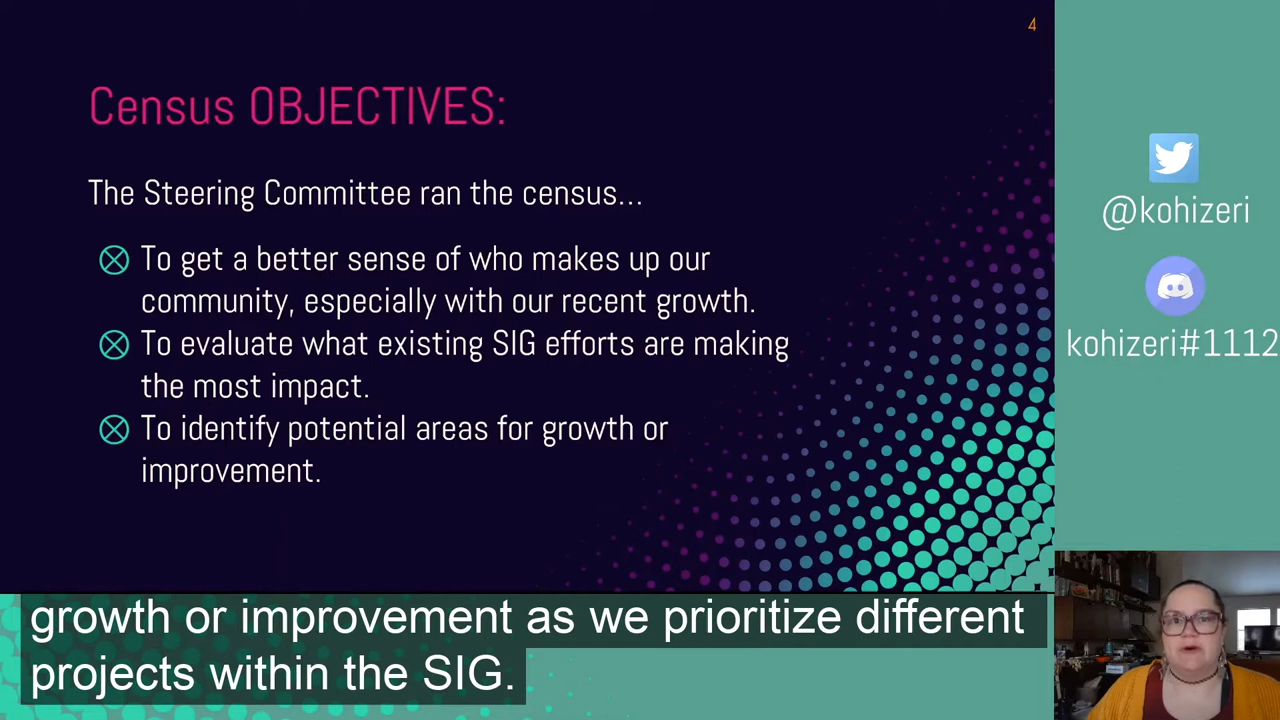 4
Census OBJECTIVES:
The Steering Committee ran the census...
To get a better sense of who makes up our
community, especially with our recent growth.
To evaluate what existing SIG efforts are making
the most impact.
To identify potential areas for growth or
improvement.
@kohizeri
kohizeri#1112
growth or improvement as we prioritize different
projects within the SIG.